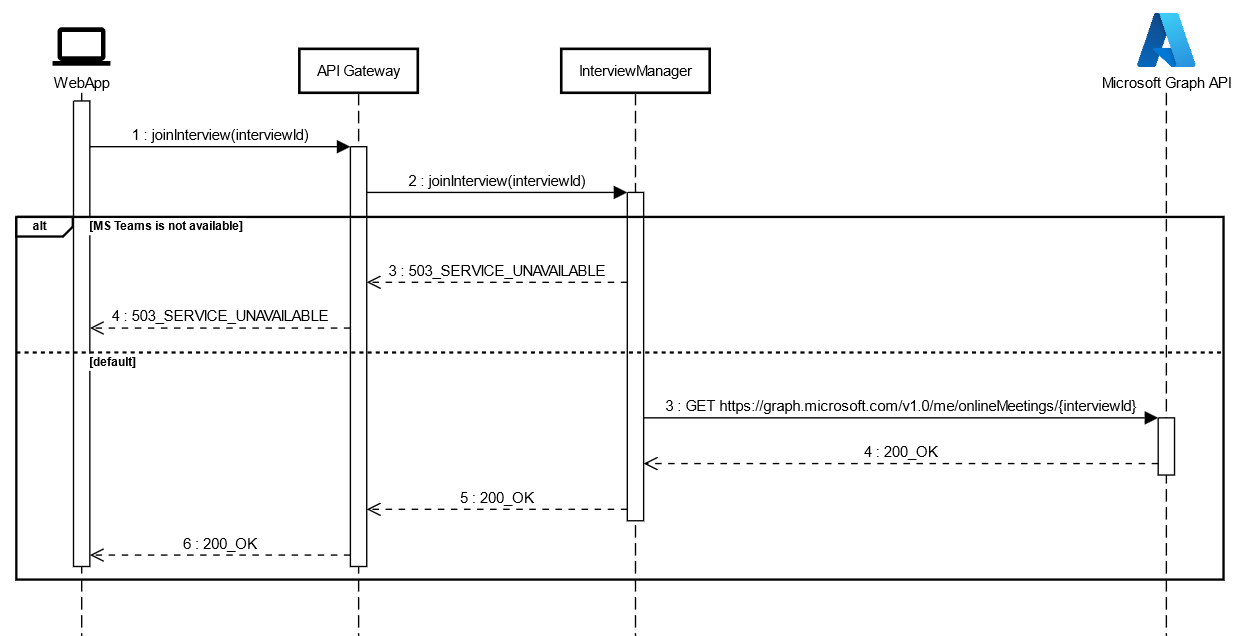 WebApp
API Gateway
InterviewManager
Microsoft Graph API
1 : joinInterview(interviewId)
2 : joinInterview(interviewId)
alt
[MS Teams is not available]
3 : 503_SERVICE_UNAVAILABLE
4 : 503_SERVICE_UNAVAILABLE
[default]
3 : GET https://graph.microsoft.com/v1.0/me/onlineMeetings/{interviewId}
4 : 200_OK
5 : 200_OK
6 : 200_OK